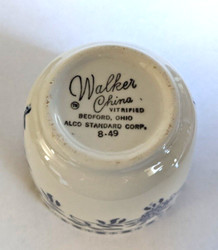 Walker
China
VITRIFIED
BEDFORD, OHIO
ALCO STANDARD CORP.
8-49